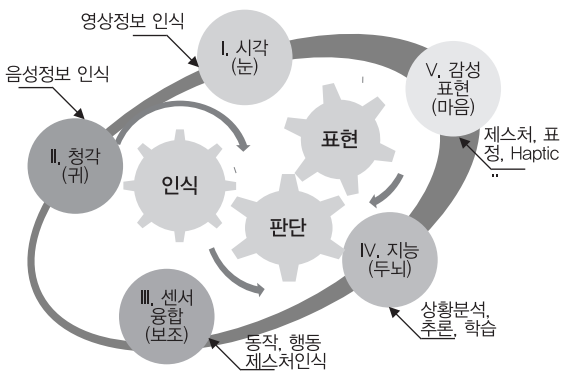 영상정보 인식
음성정보 인식
Ⅰ. 시각
(눈)
Ⅴ. 감성
표현
(마음)
제스처, 표
정, Haptic
..
Ⅱ. 청각
(귀)
인식
표현
판단
Ⅳ. 지능
(두뇌)
Ⅲ. 센서
융합
(보조)
상황분석,
추론, 학습
동작, 행동
제스처인식